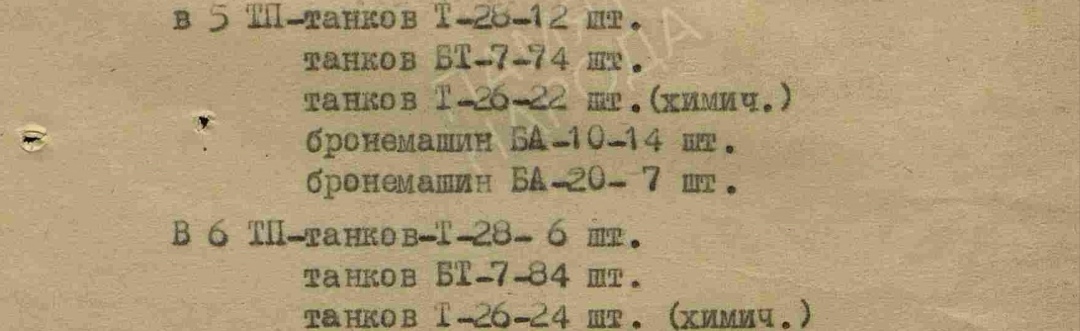 в 5 ТП-танков Т-28-12 шт.
танков БТ-7-74 шт.
танков Т-26-22 шт.(химич.)
бронемашин БА-10-14 шт.
бронемашин БА-20- 7 шт.
В 6 ТП-танков-Т-28- 6 шт.
танков БТ-7-84 шт.
танков Т-26-24 шт. (химич.)
ПАМЯТЬ
НАРОДА